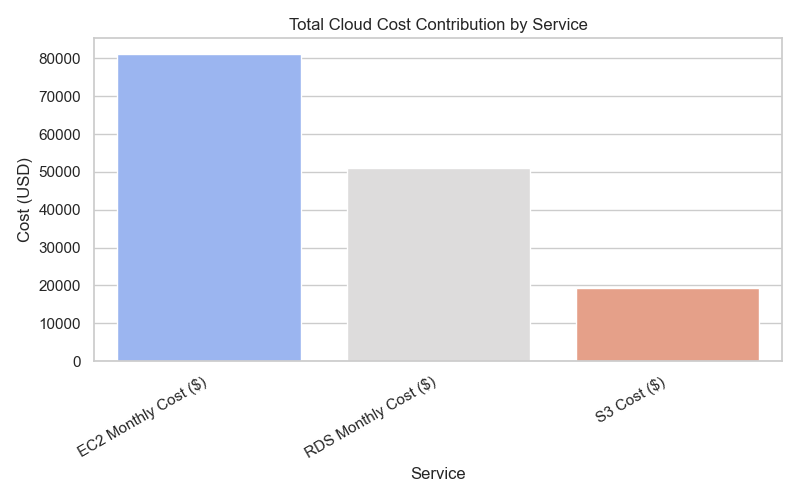 Total Cloud Cost Contribution by Service
80000
70000
60000
50000
40000
30000
20000
10000
0
Cost (USD)
EC2 Monthly Cost ($)
RDS Monthly Cost ($)
S3 Cost ($)
Service